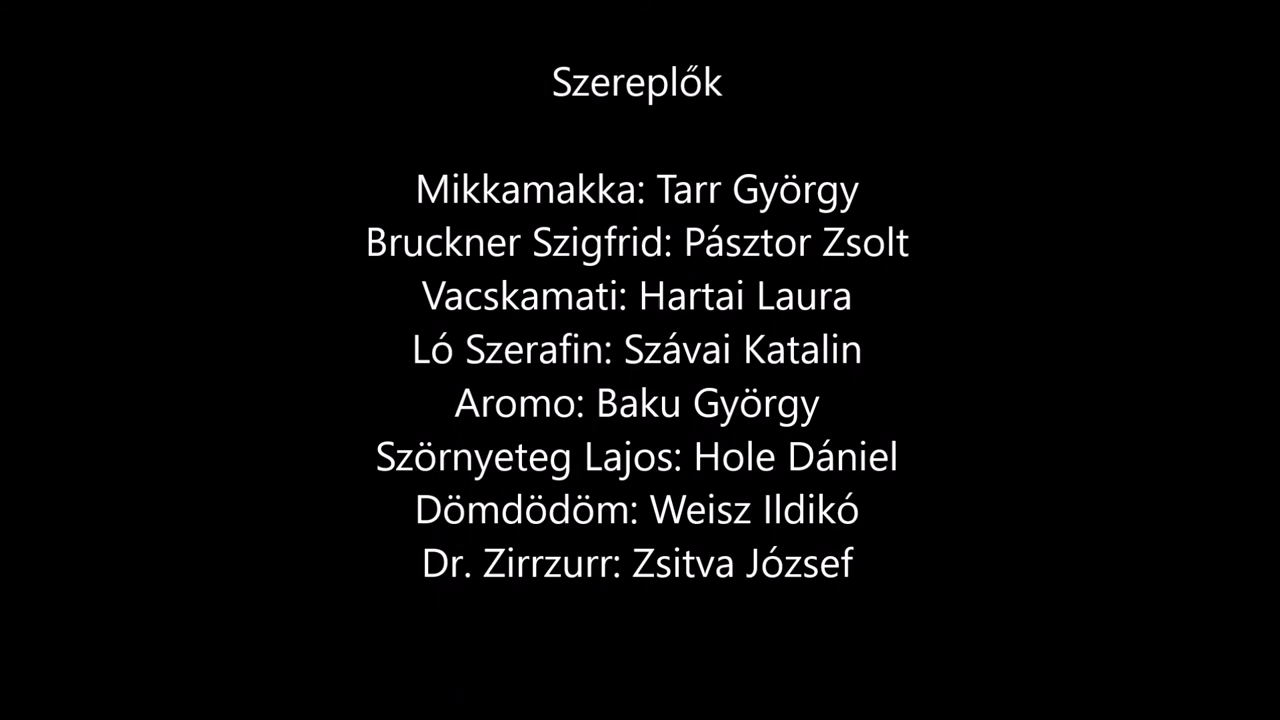 Szereplők
Mikkamakka: Tarr György
Bruckner Szigfrid: Pásztor Zsolt
Vacskamati: Hartai Laura
Ló Szerafin: Szávai Katalin
Aromo: Baku György
Szörnyeteg Lajos: Hole Dániel
Dömdödöm: Weisz Ildikó
Dr. Zirrzurr: Zsitva József